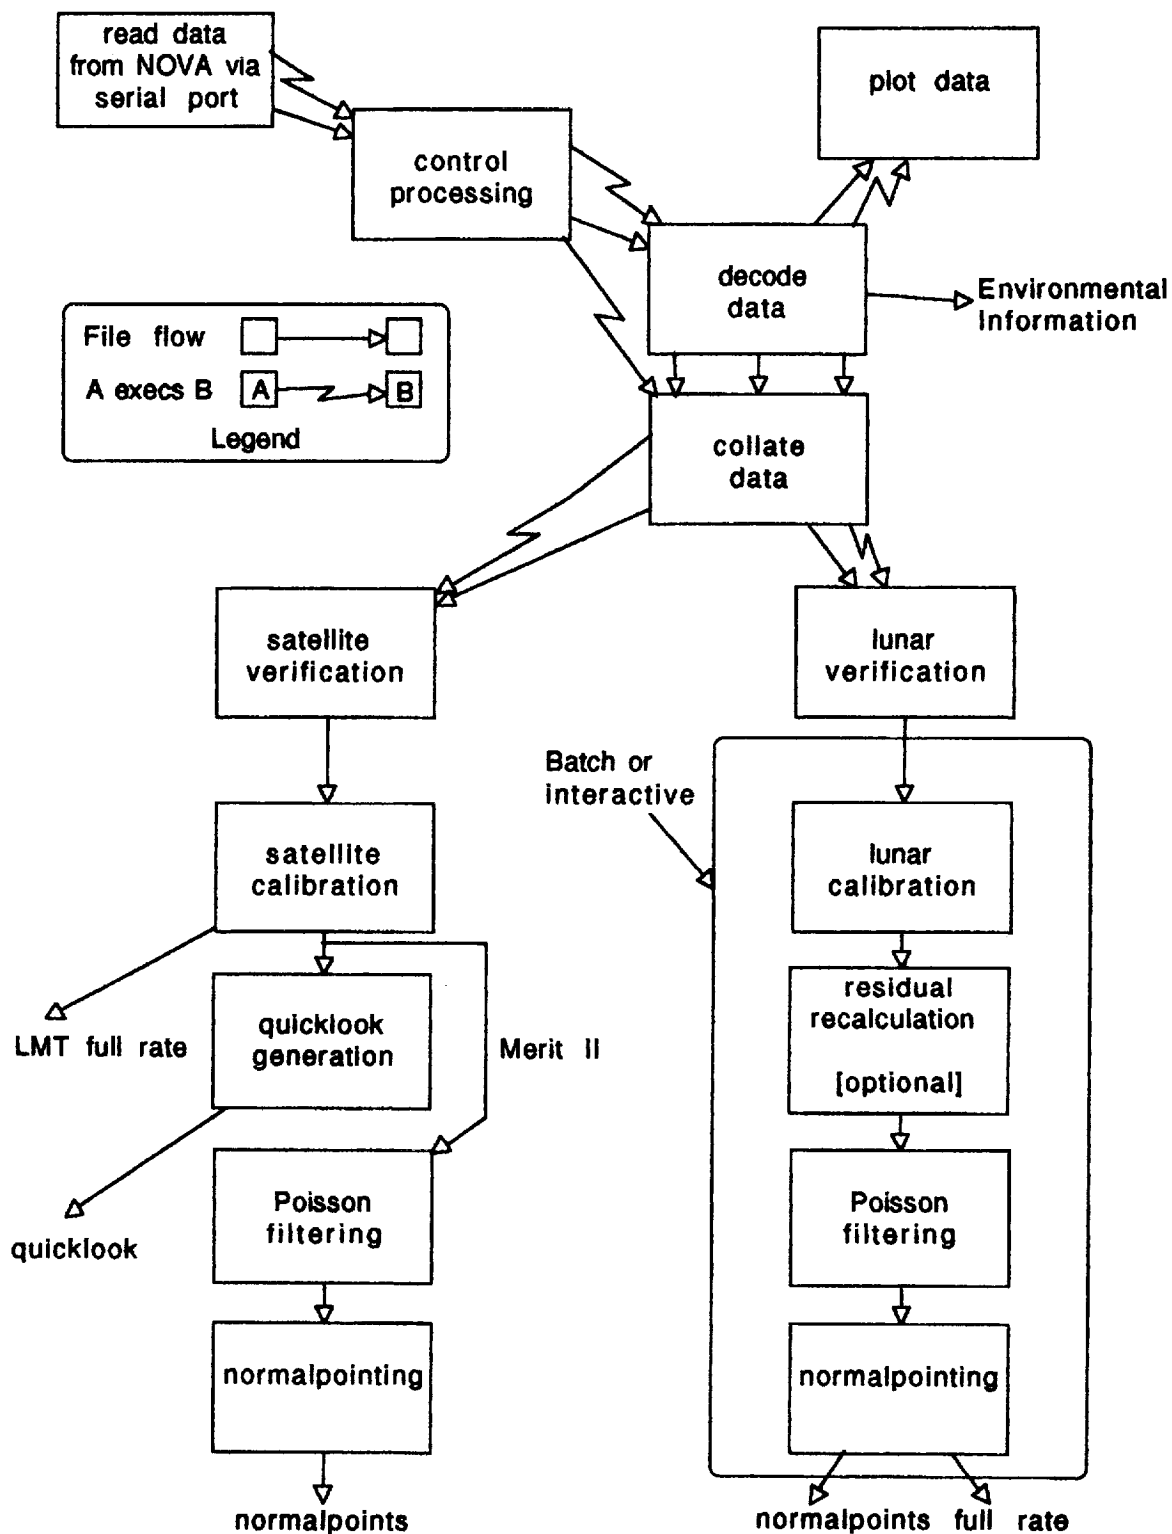 read data
from NOVA via
serial port
plot data
control
processing
decode
data
Environmental
Information
File flow
A execs B
A
B
Legend
collate
data
satellite
verification
lunar
verification
Batch or
interactive
satellite
calibration
lunar
calibration
LMT full rate
quicklook
generation
Merit II
residual
recalculation
[optional]
quicklook
Poisson
filtering
Poisson
filtering
normalpointing
normalpointing
normalpoints
normalpoints full rate